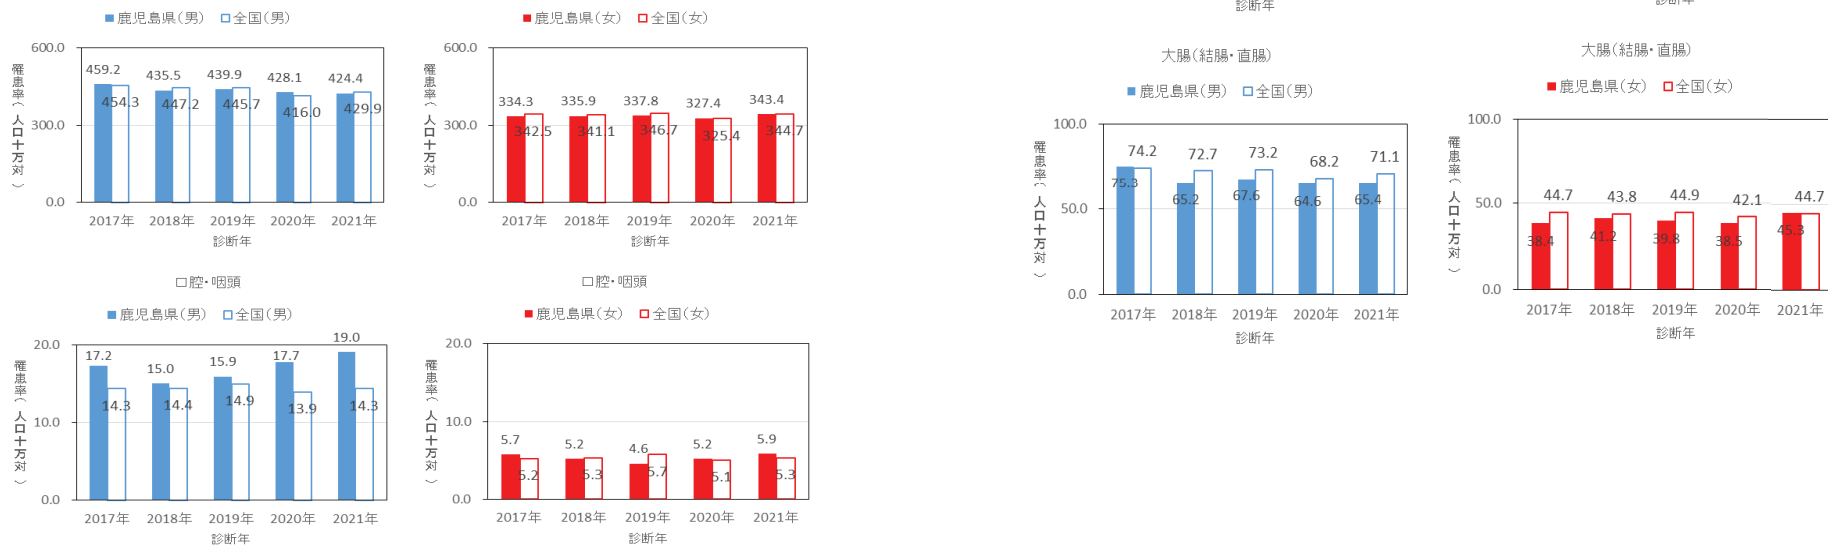 鹿児島県(男) 全国(男)
600.0
300.0
0.0
罹患率(人口十万対)
459.2 435.5 439.9 428.1 424.4
454.3 447.2 445.7 416.0 429.9
2017年 2018年 2019年 2020年 2021年
診断年
鹿児島県(女) 全国(女)
600.0
300.0
0.0
罹患率(人口十万対)
334.3 335.9 337.8 327.4 343.4
342.5 341.1 346.7 325.4 344.7
2017年 2018年 2019年 2020年 2021年
診断年
□腔・咽頭
鹿児島県(男) 全国(男)
20.0
10.0
0.0
罹患率(人口十万対)
17.2 15.0 15.9 17.7 19.0
14.3 14.4 14.9 13.9 14.3
2017年 2018年 2019年 2020年 2021年
診断年
□腔・咽頭
鹿児島県(女) 全国(女)
20.0
10.0
0.0
罹患率(人口十万対)
5.7 5.2 4.6 5.2 5.9
5.2 5.3 5.7 5.1 5.3
2017年 2018年 2019年 2020年 2021年
診断年
診断年
大腸(結腸・直腸)
鹿児島県(男) 全国(男)
100.0
50.0
0.0
罹患率(人口十万対)
74.2 72.7 73.2 68.2 71.1
75.3 65.2 67.6 64.6 65.4
2017年 2018年 2019年 2020年 2021年
診断年
診断年
大腸(結腸・直腸)
鹿児島県(女) 全国(女)
100.0
50.0
0.0
罹患率(人口十万対)
44.7 43.8 44.9 42.1 44.7
38.4 41.2 39.8 38.5 45.3
2017年 2018年 2019年 2020年 2021年
診断年